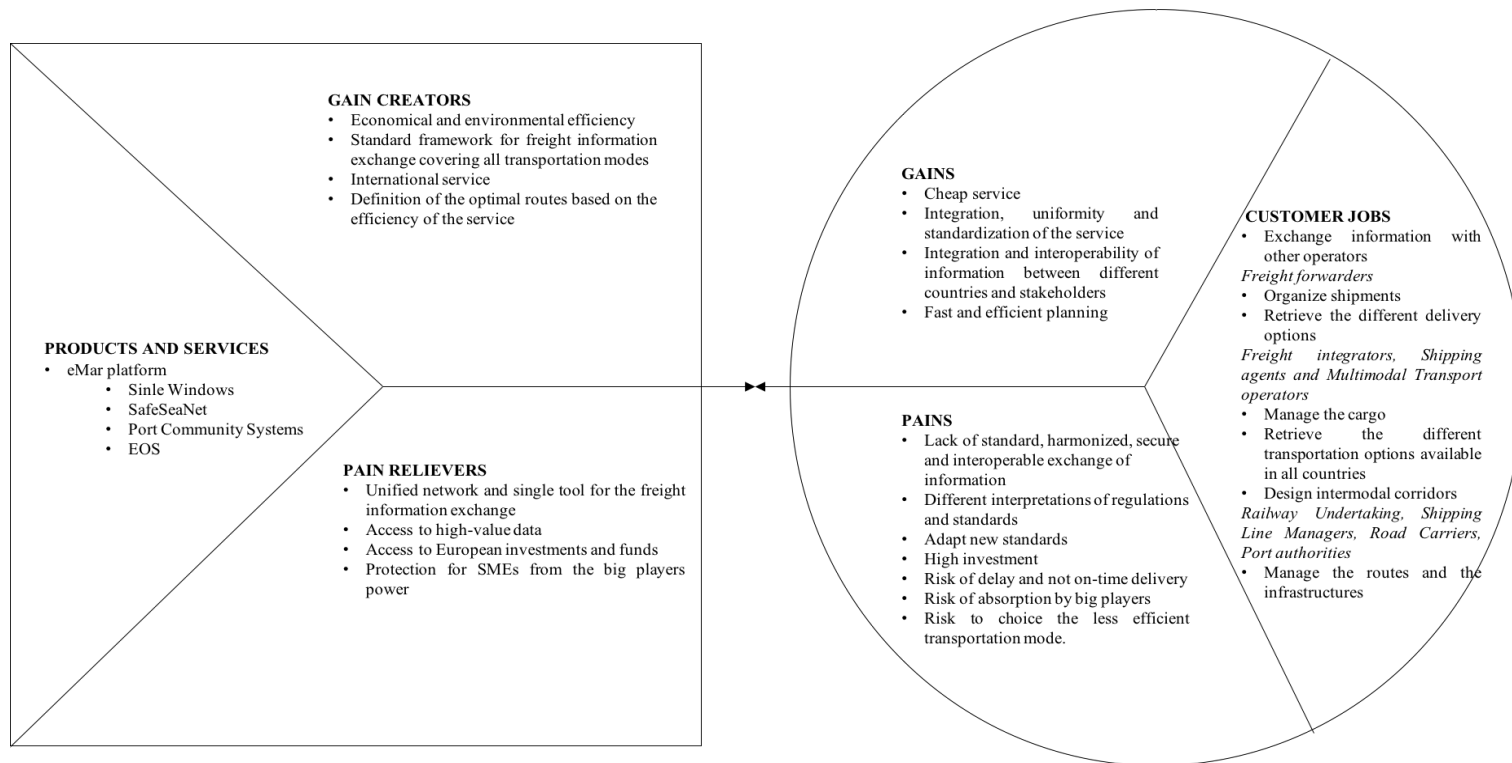 GAIN CREATORS
• Economical and environmental efficiency
• Standard framework for freight information
exchange covering all transportation modes
• International service
• Definition of the optimal routes based on the
efficiency of the service
PRODUCTS AND SERVICES
• eMar platform
• Sinle Windows
• SafeSeaNet
• Port Community Systems
• EOS
PAIN RELIEVERS
• Unified network and single tool for the freight
information exchange
• Access to high-value data
• Access to European investments and funds
• Protection for SMEs from the big players
power
GAINS
• Cheap service
• Integration, uniformity and
standardization of the service
• Integration and interoperability of
information between different
countries and stakeholders
• Fast and efficient planning
PAINS
• Lack of standard, harmonized, secure
and interoperable exchange of
information
• Different interpretations of regulations
and standards
• Adapt new standards
• High investment
• Risk of delay and not on-time delivery
• Risk of absorption by big players
• Risk to choice the less efficient
transportation mode.
CUSTOMER JOBS
• Exchange information with
other operators
Freight forwarders
• Organize shipments
• Retrieve the different delivery
options
Freight integrators, Shipping
agents and Multimodal Transport
operators
• Manage the cargo
• Retrieve the different
transportation options available
in all countries
• Design intermodal corridors
Railway Undertaking, Shipping
Line Managers, Road Carriers,
Port authorities
• Manage the routes and the
infrastructures